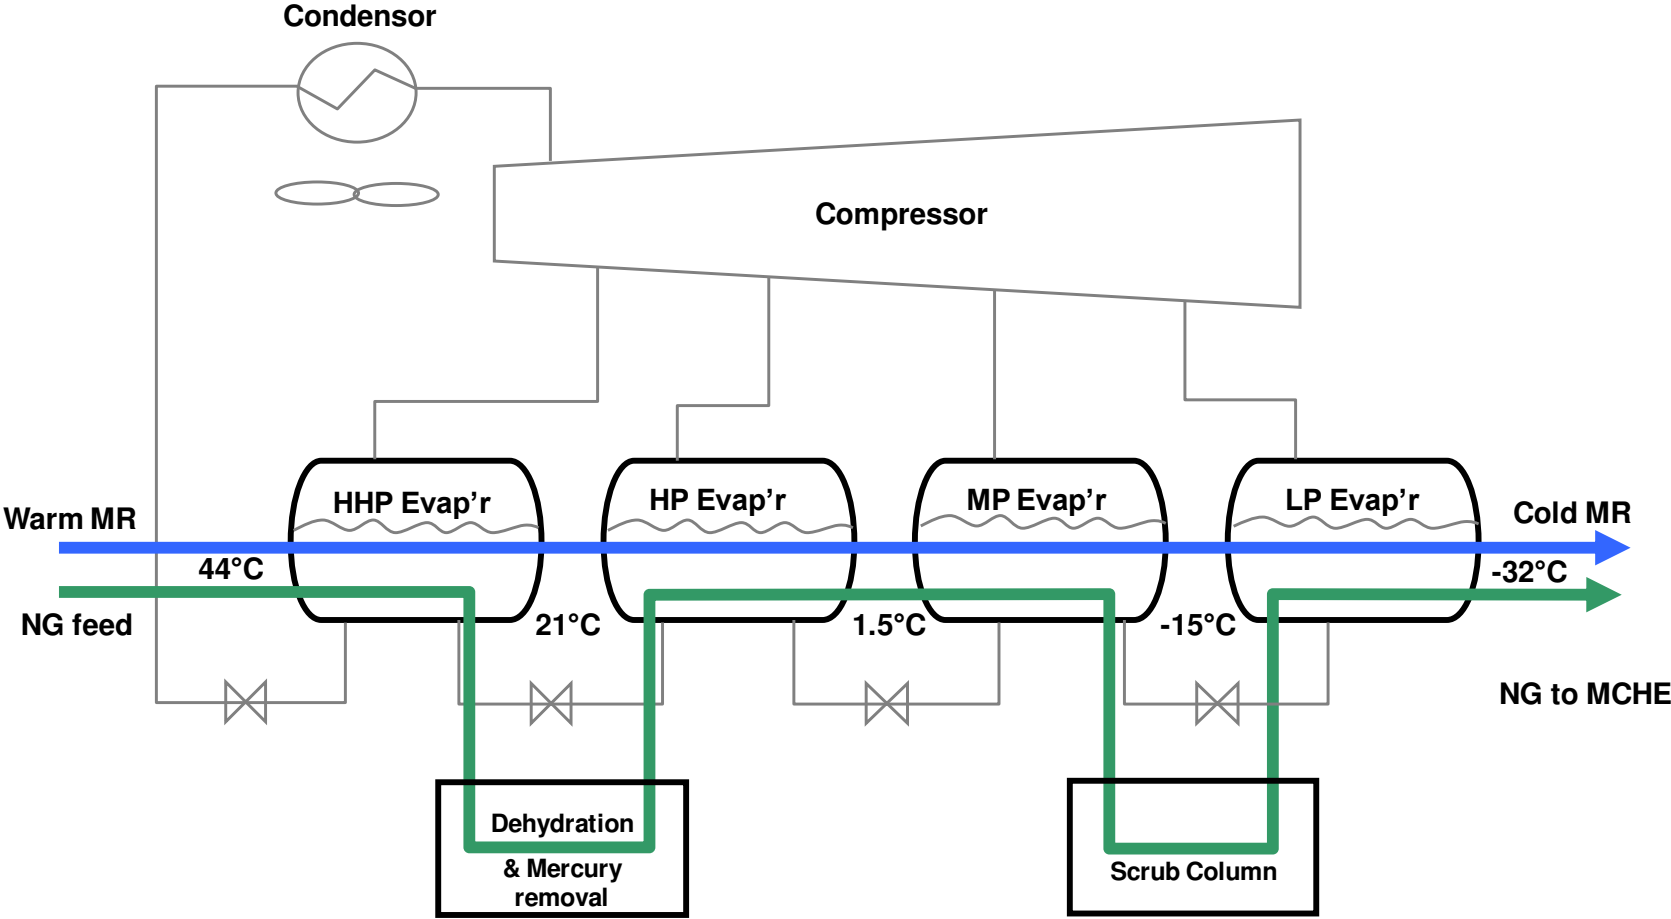 Condensor
Compressor
HHP Evap’r
HP Evap’r
MP Evap’r
LP Evap’r
Warm MR
Cold MR
44°C
-32°C
NG feed
21°C
1.5°C
-15°C
NG to MCHE
Dehydration
& Mercury
removal
Scrub Column